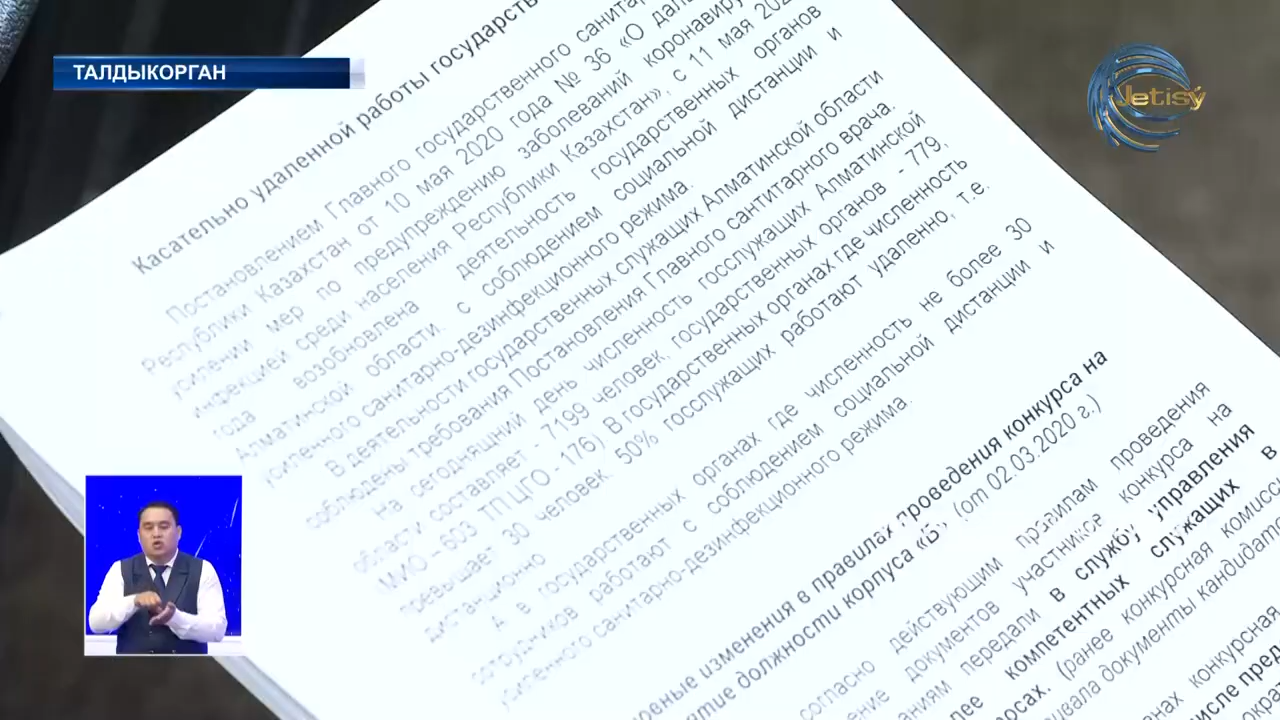 ТАЛДЫКОРГАН
Jetisý
Касательно удаленной работы государств
Постановлением Главного государственного санитар
Республики Казахстан от 10 мая 2020 года № 36 «О даль
усилении мер по предупреждению заболеваний коронавиру
инфекцией среди населения Республики Казахстан», с 11 мая 202
года возобновлена деятельность государственных органов
Алматинской области, с соблюдением социальной дистанции и
усиленного санитарно-дезинфекционного режима.
В деятельности государственных служащих Алматинской области
соблюдены требования Постановления Главного сантитарного врача.
На сегодняшний день численность госслужащих Алматинской
области составляет - 7199 человек, государственных органов - 779,
МИО – 603 ТП ЦГО - 176) В государственных органах где численность
превышает 30 человек. 50% госслужащих работают удаленно, т.е.
дистанционно
А в государственных органах где численность не более 30
сотрудников работают с соблюдением социальной дистанции и
усиленного санитарно-дезинфекционного режима.
изменения в правилах проведения конкурса на
должности корпуса «Б» (от 02.03.2020 г.)
согласно действующим правилам проведения
документов участников конкурса на
передали в службу управления
компетентных служащих в
(ранее конкурсная комисс
документы кандидат
конкурсная